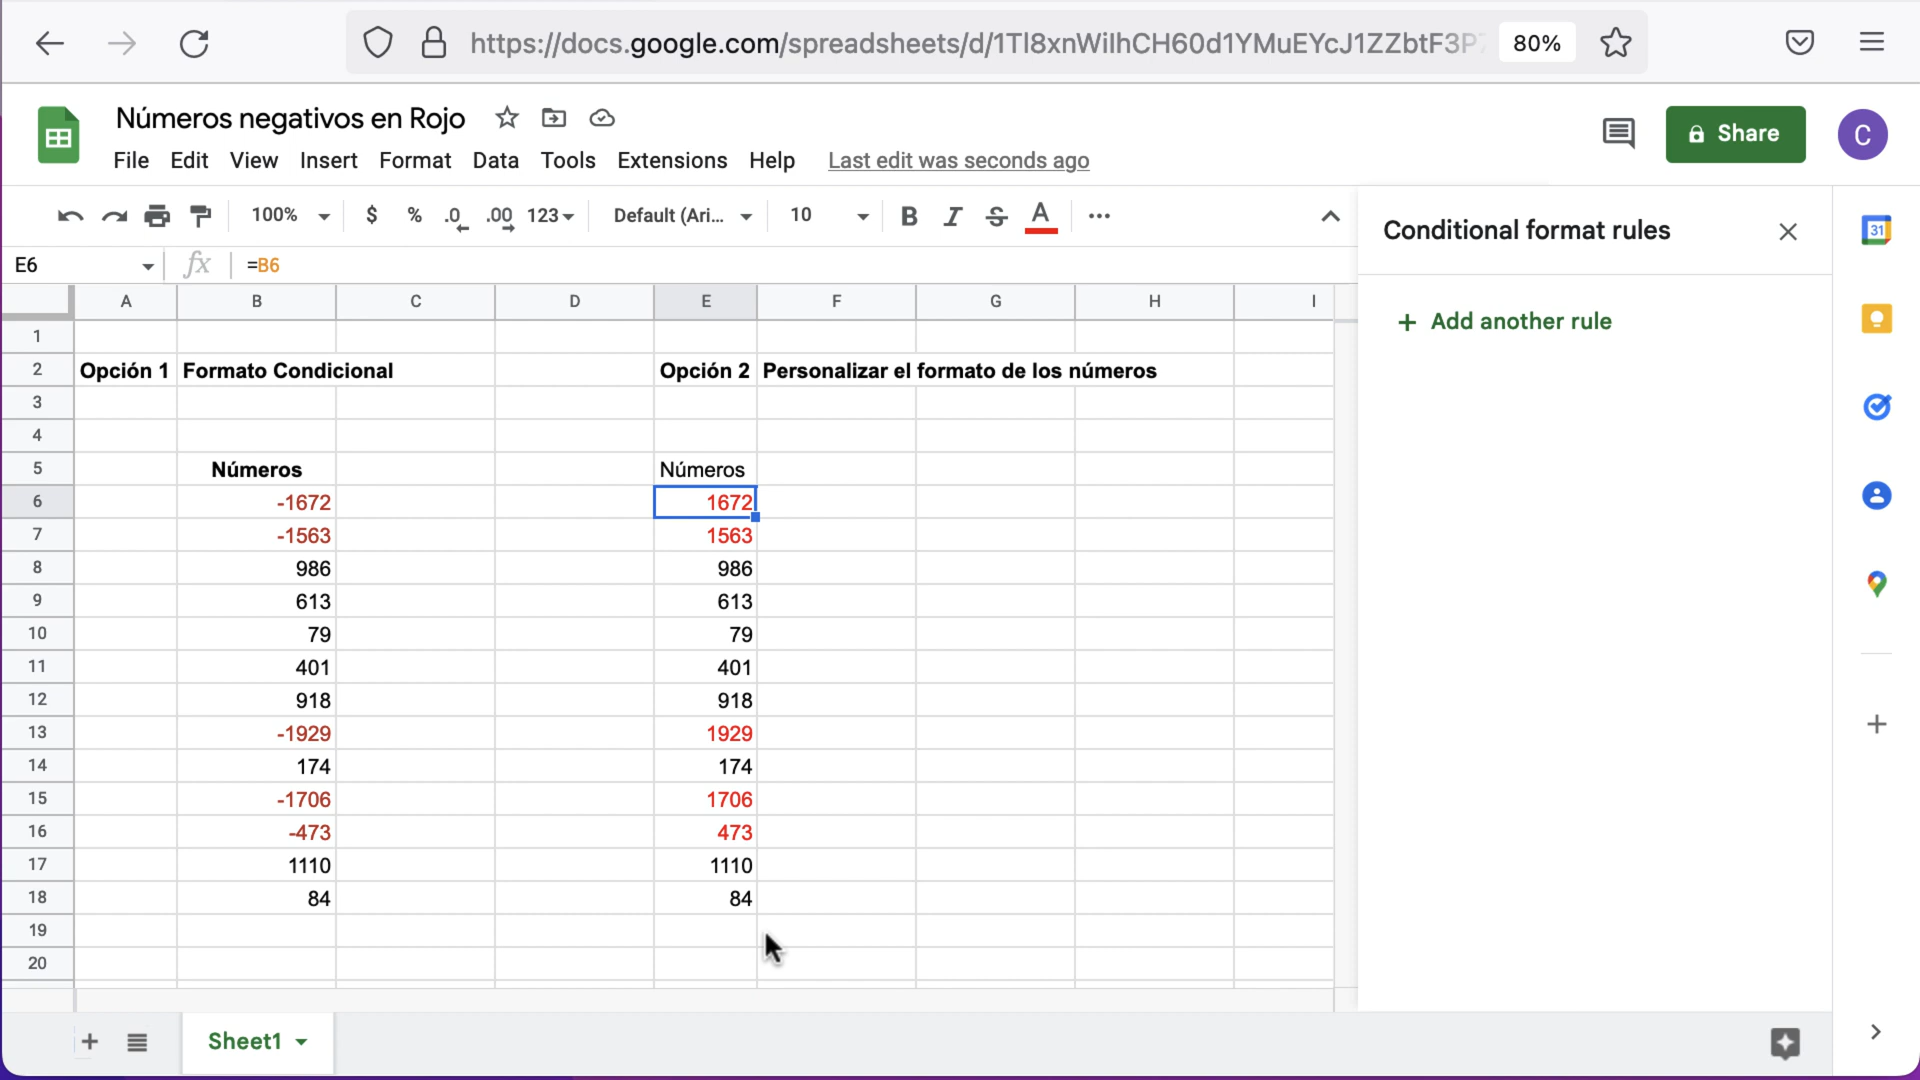 https://docs.google.com/spreadsheets/d/1Tl8xnWilhCH60d1YMuEYcJ1ZZbtF3P7 80%
Números negativos en Rojo
Share
C
File Edit View Insert Format Data Tools Extensions Help Last edit was seconds ago
100% $ % .0 .00 123 Default (Ari... 10 B I S A
Conditional format rules
31
E6 fx =B6
A B C D E F G H I
+ Add another rule
1
2 Opción 1 Formato Condicional Opción 2 Personalizar el formato de los números
3
4
5 Números Números
6 -1672 1672
7 -1563 1563
8 986 986
9 613 613
10 79 79
11 401 401
12 918 918
13 -1929 1929
14 174 174
15 -1706 1706
16 -473 473
17 1110 1110
18 84 84
19
20
Sheet1